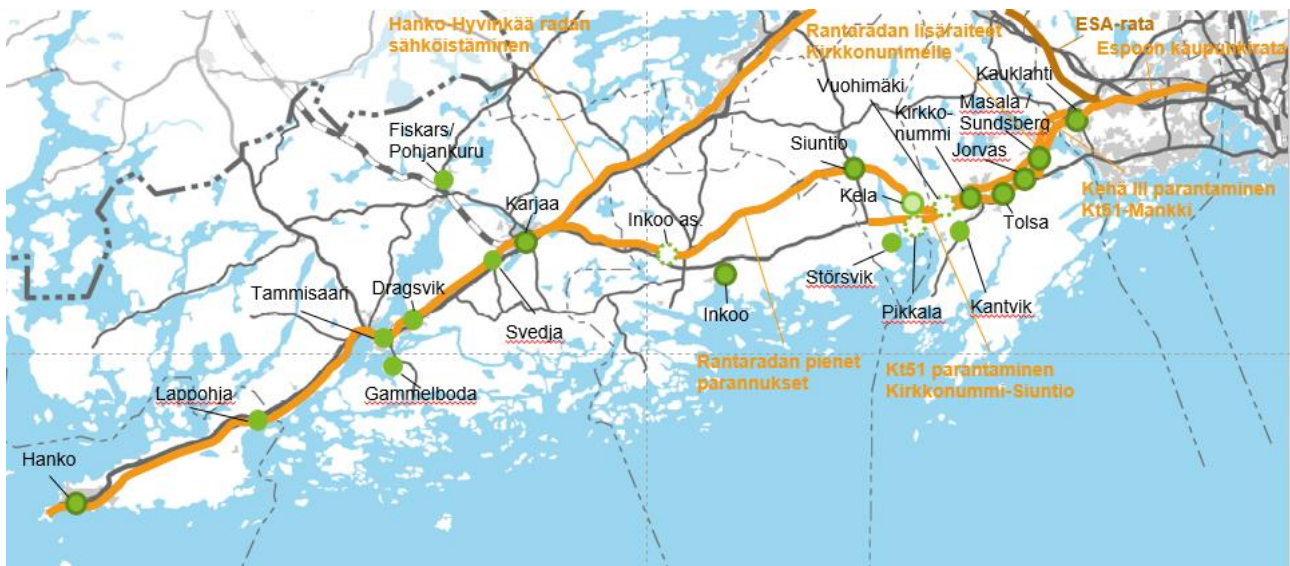 Hanko-Hyvinkää radan
sähköistäminen
Rantaradan lisäraiteet
Kirkkonummelle
ESA-rata
Espoon kaupunkirata
Kauklahti
Vuohimäki
Kirkko-
nummi
Masala /
Sundsberg
Jorvas
Fiskars/
Pohjankuru
Siuntio
Kela
Karjaa
Inkoo as.
Tolsa
Kehä III parantaminen
Kt51-Mankki
Störsvik
Pikkala
Kantvik
Tammisaari
Dragsvik
Svedja
Inkoo
Rantaradan pienet
parannukset
Kt51 parantaminen
Kirkkonummi-Siuntio
Lappohja
Gammelboda
Hanko